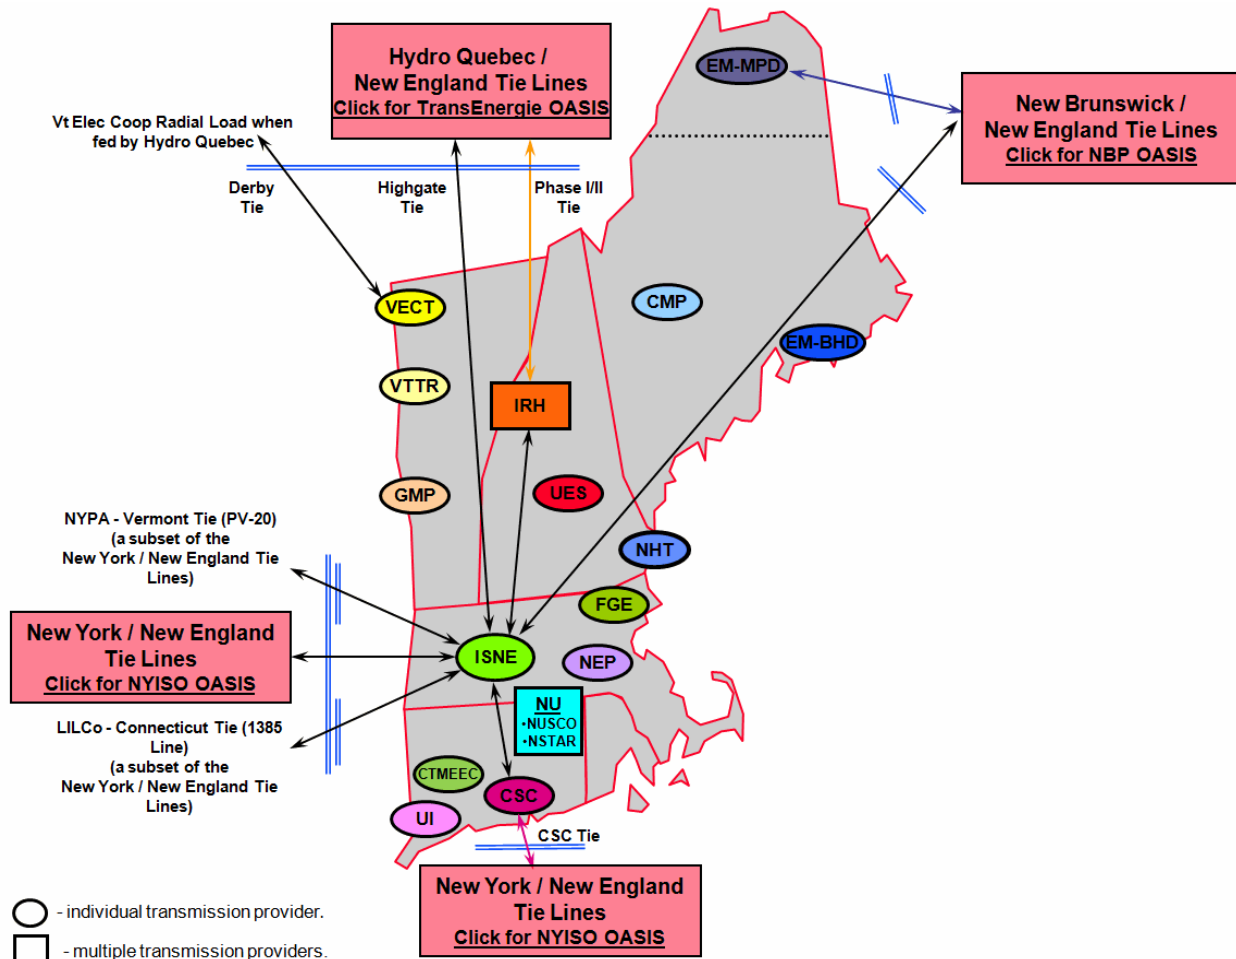 Hydro Quebec /
New England Tie Lines
Click for TransEnergie OASIS
EM-MPD
New Brunswick /
New England Tie Lines
Click for NBP OASIS
Vt Elec Coop Radial Load when
fed by Hydro Quebec
Derby
Tie
Highgate
Tie
Phase I/II
Tie
VECT
CMP
EM-BHD
VTTR
IRH
GMP
UES
NYPA - Vermont Tie (PV-20)
(a subset of the
New York / New England Tie
Lines)
NHT
FGE
New York / New England
Tie Lines
Click for NYISO OASIS
ISNE
NEP
NU
•NUSCO
•NSTAR
LILCo - Connecticut Tie (1385
Line)
(a subset of the
New York / New England Tie
Lines)
CTMEEC
CSC
UI
CSC Tie
New York / New England
Tie Lines
Click for NYISO OASIS
- individual transmission provider.
- multiple transmission providers.